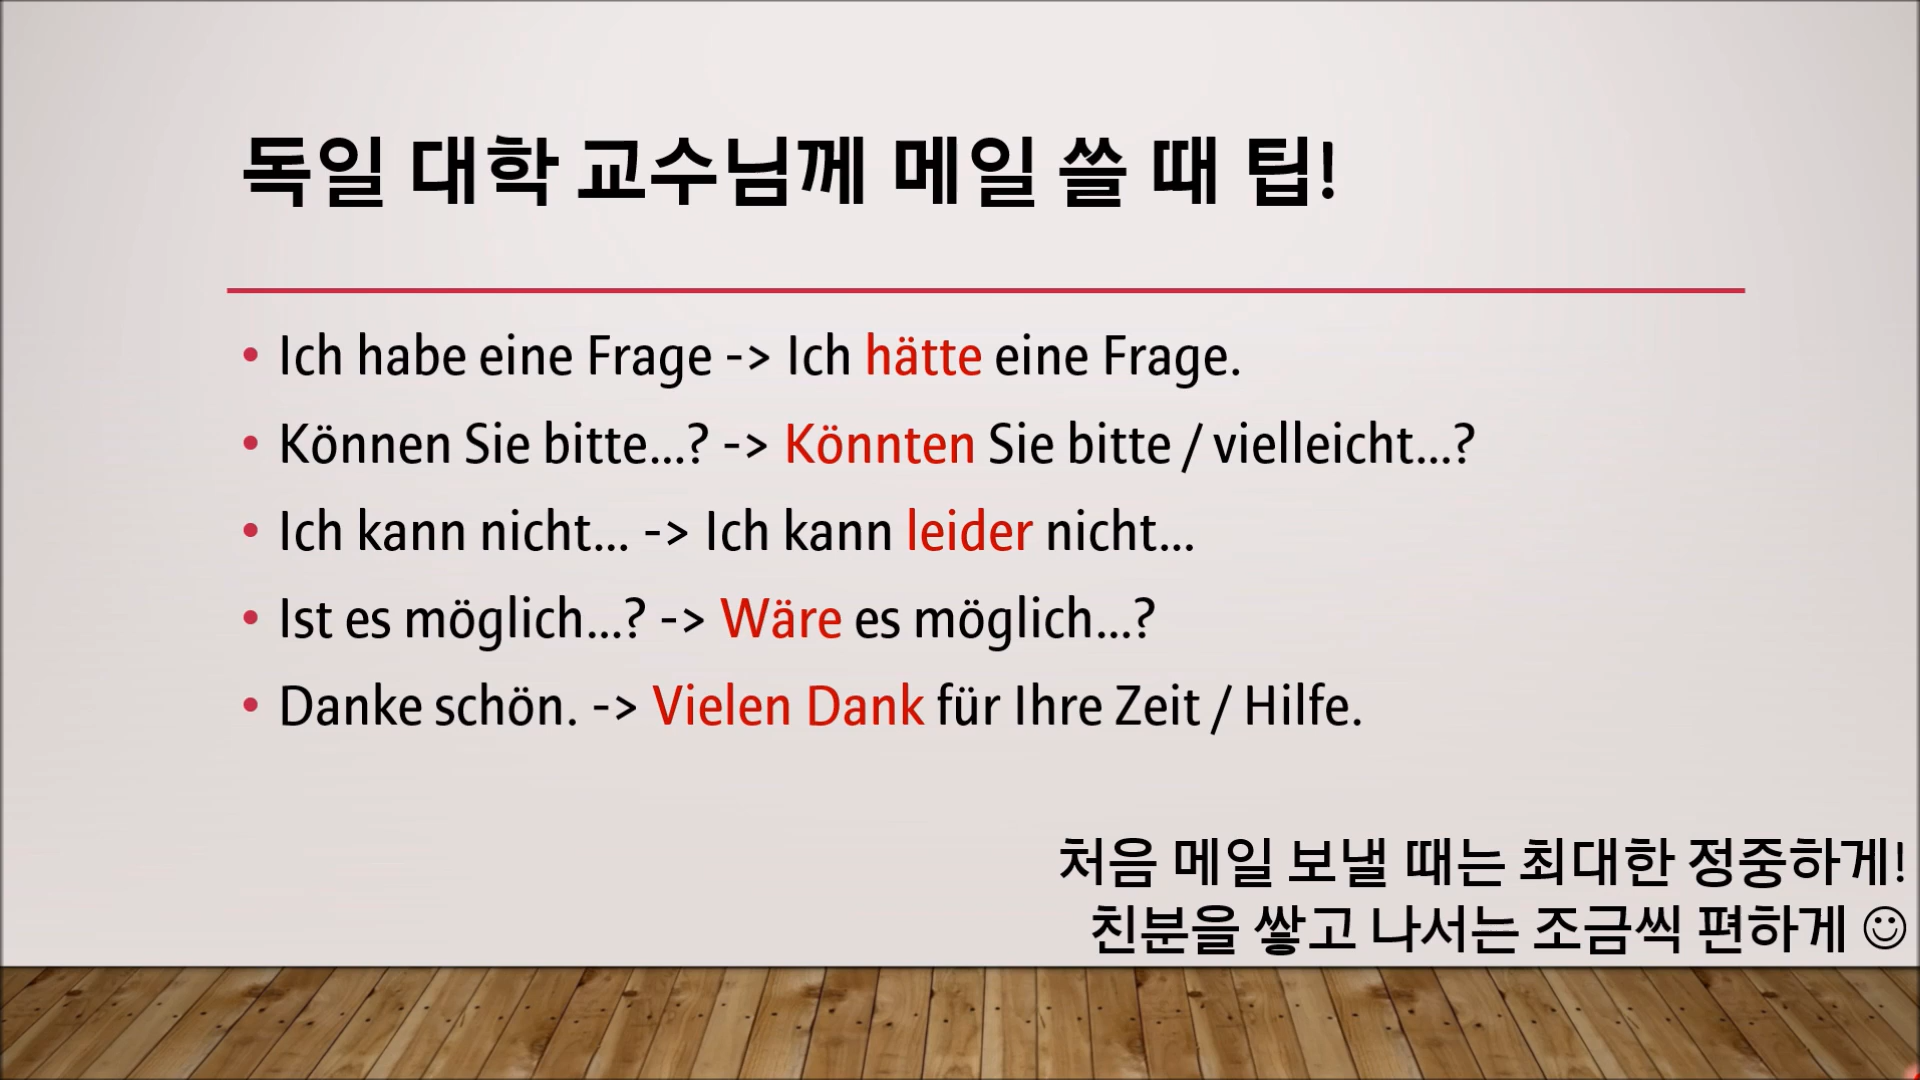 독일 대학 교수님께 메일 쓸 때 팁!
• Ich habe eine Frage -> Ich hätte eine Frage.
• Können Sie bitte...? -> Könnten Sie bitte / vielleicht...?
• Ich kann nicht... -> Ich kann leider nicht...
• Ist es möglich...? -> Wäre es möglich...?
• Danke schön. -> Vielen Dank für Ihre Zeit / Hilfe.
처음 메일 보낼 때는 최대한 정중하게!
친분을 쌓고 나서는 조금씩 편하게 ☺